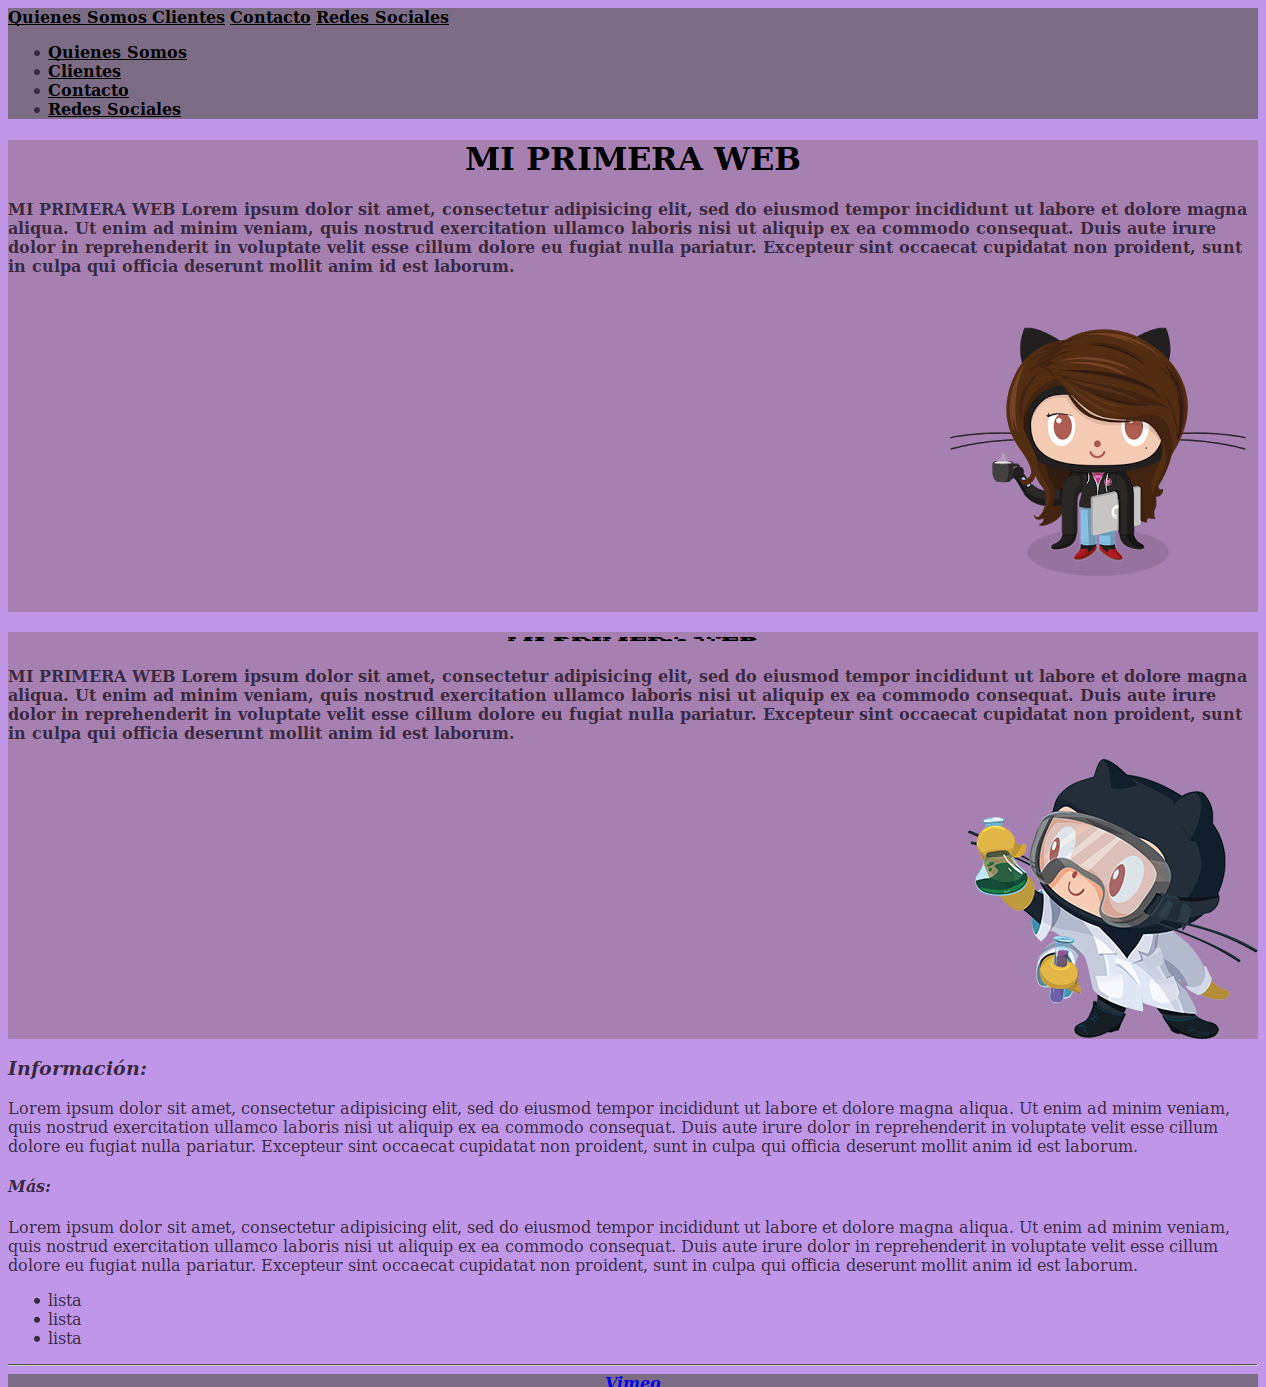 Quienes Somos Clientes Contacto Redes Sociales
Quienes Somos
Clientes
Contacto
Redes Sociales
MI PRIMERA WEB
MI PRIMERA WEB Lorem ipsum dolor sit amet, consectetur adipisicing elit, sed do eiusmod tempor incididunt ut labore et dolore magna
aliqua. Ut enim ad minim veniam, quis nostrud exercitation ullamco laboris nisi ut aliquip ex ea commodo consequat. Duis aute irure
dolor in reprehenderit in voluptate velit esse cillum dolore eu fugiat nulla pariatur. Excepteur sint occaecat cupidatat non proident, sunt
in culpa qui officia deserunt mollit anim id est laborum.
MI PRIMERA WEB
MI PRIMERA WEB Lorem ipsum dolor sit amet, consectetur adipisicing elit, sed do eiusmod tempor incididunt ut labore et dolore magna
aliqua. Ut enim ad minim veniam, quis nostrud exercitation ullamco laboris nisi ut aliquip ex ea commodo consequat. Duis aute irure
dolor in reprehenderit in voluptate velit esse cillum dolore eu fugiat nulla pariatur. Excepteur sint occaecat cupidatat non proident, sunt
in culpa qui officia deserunt mollit anim id est laborum.
Información:
Lorem ipsum dolor sit amet, consectetur adipisicing elit, sed do eiusmod tempor incididunt ut labore et dolore magna aliqua. Ut enim ad minim veniam,
quis nostrud exercitation ullamco laboris nisi ut aliquip ex ea commodo consequat. Duis aute irure dolor in reprehenderit in voluptate velit esse cillum
dolore eu fugiat nulla pariatur. Excepteur sint occaecat cupidatat non proident, sunt in culpa qui officia deserunt mollit anim id est laborum.
Más:
Lorem ipsum dolor sit amet, consectetur adipisicing elit, sed do eiusmod tempor incididunt ut labore et dolore magna aliqua. Ut enim ad minim veniam,
quis nostrud exercitation ullamco laboris nisi ut aliquip ex ea commodo consequat. Duis aute irure dolor in reprehenderit in voluptate velit esse cillum
dolore eu fugiat nulla pariatur. Excepteur sint occaecat cupidatat non proident, sunt in culpa qui officia deserunt mollit anim id est laborum.
lista
lista
lista
Vimeo